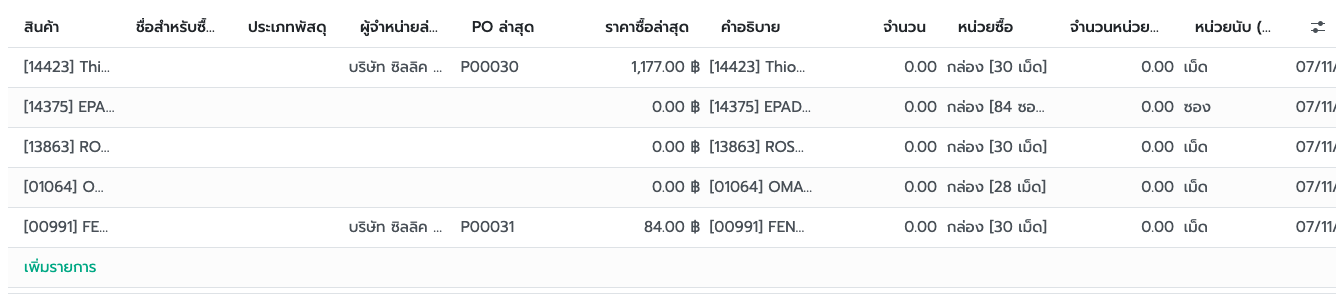 สินค้า ชื่อสำหรับซื้... ประเภทพัสดุ ผู้จำหน่ายล่... PO ล่าสุด ราคาซื้อล่าสุด คำอธิบาย จำนวน หน่วยซื้อ จำนวนหน่วย... หน่วยนับ (...
[14423] Thi... บริษัท ซิลลิค ... P00030 1,177.00 ฿ [14423] Thio... 0.00 กล่อง [30 เม็ด] 0.00 เม็ด 07/11/
[14375] EPA... 0.00 ฿ [14375] EPAD... 0.00 กล่อง [84 ซอ... 0.00 ซอง 07/11/
[13863] RO... 0.00 ฿ [13863] ROS... 0.00 กล่อง [30 เม็ด] 0.00 เม็ด 07/11/
[01064] O... 0.00 ฿ [01064] OMA... 0.00 กล่อง [28 เม็ด] 0.00 เม็ด 07/11/
[00991] FE... บริษัท ซิลลิค ... P00031 84.00 ฿ [00991] FEN... 0.00 กล่อง [30 เม็ด] 0.00 เม็ด 07/11/
เพิ่มรายการ